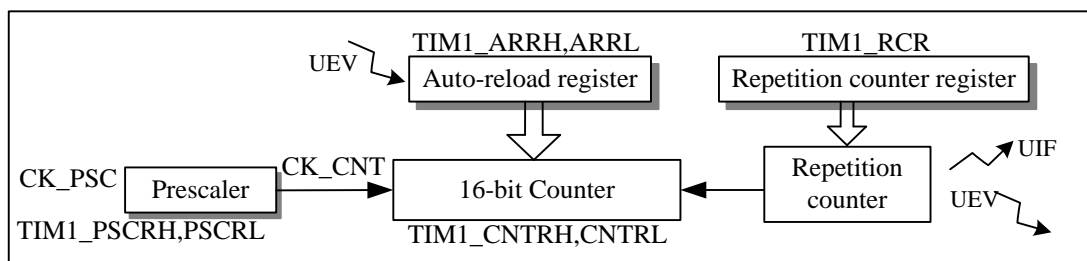 TIM1_ARRH,ARRL
TIM1_RCR
UEV
Auto-reload register
Repetition counter register
CK_PSC
Prescaler
CK_CNT
16-bit Counter
Repetition
counter
UIF
UEV
TIM1_PSCRH,PSCRL
TIM1_CNTRH,CNTRL